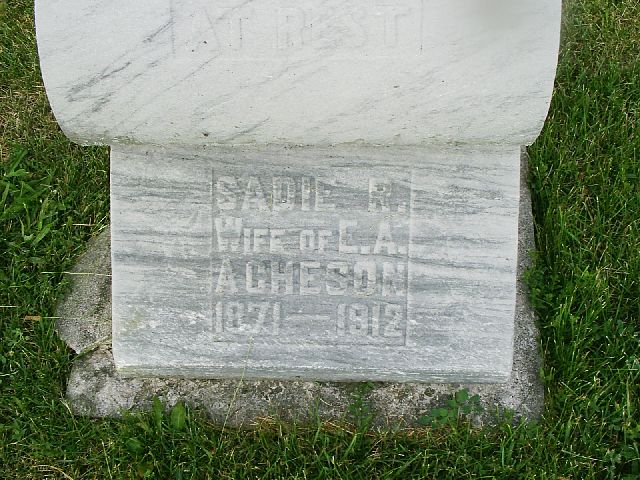 AT REST
SADIE R.
WIFE OF E. A.
ACHESON
1871 — 1912